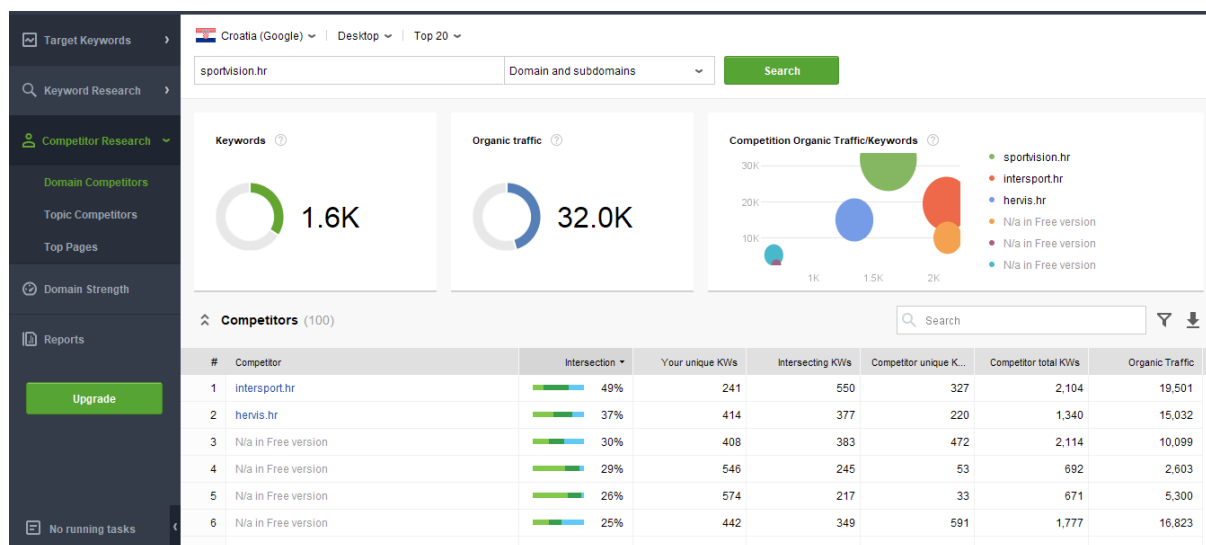 Target Keywords
Keyword Research
Competitor Research
Domain Competitors
Topic Competitors
Top Pages
Domain Strength
Reports
Upgrade
No running tasks
Croatia (Google) Desktop Top 20
sportvision.hr Domain and subdomains Search
Keywords ?
1.6K
Organic traffic ?
32.0K
Competition Organic Traffic/Keywords ?
30K
20K
10K
1K 1.5K 2K
sportvision.hr
intersport.hr
hervis.hr
N/a in Free version
N/a in Free version
N/a in Free version
Competitors (100) Search
# Competitor Intersection Your unique KWs Intersecting KWs Competitor unique K... Competitor total KWs Organic Traffic
1 intersport.hr 49% 241 550 327 2,104 19,501
2 hervis.hr 37% 414 377 220 1,340 15,032
3 N/a in Free version 30% 408 383 472 2,114 10,099
4 N/a in Free version 29% 546 245 53 692 2,603
5 N/a in Free version 26% 574 217 33 671 5,300
6 N/a in Free version 25% 442 349 591 1,777 16,823